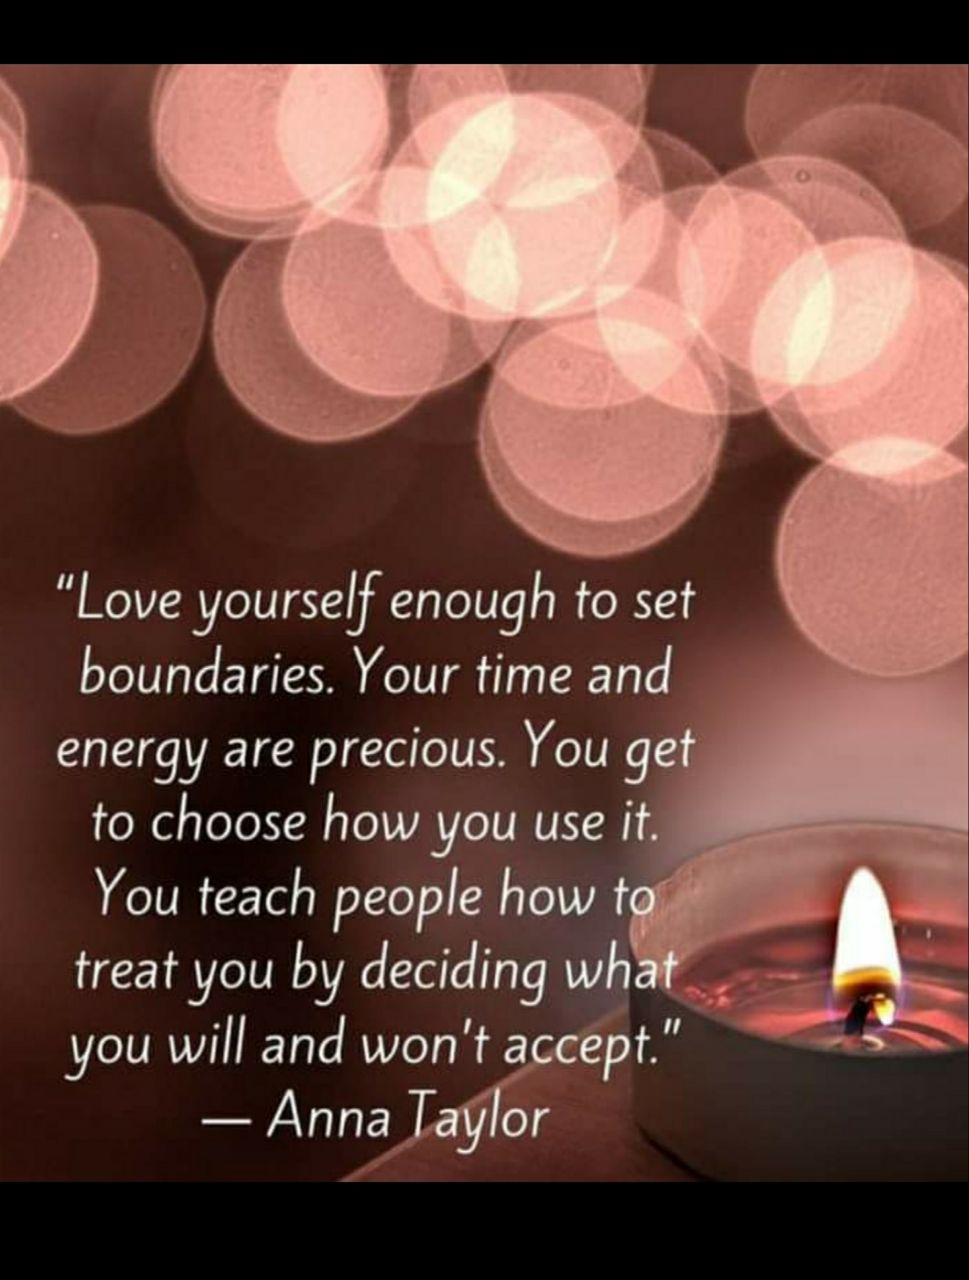 “Love yourself enough to set
boundaries. Your time and
energy are precious. You get
to choose how you use it.
You teach people how to
treat you by deciding what
you will and won't accept.”
— Anna Taylor